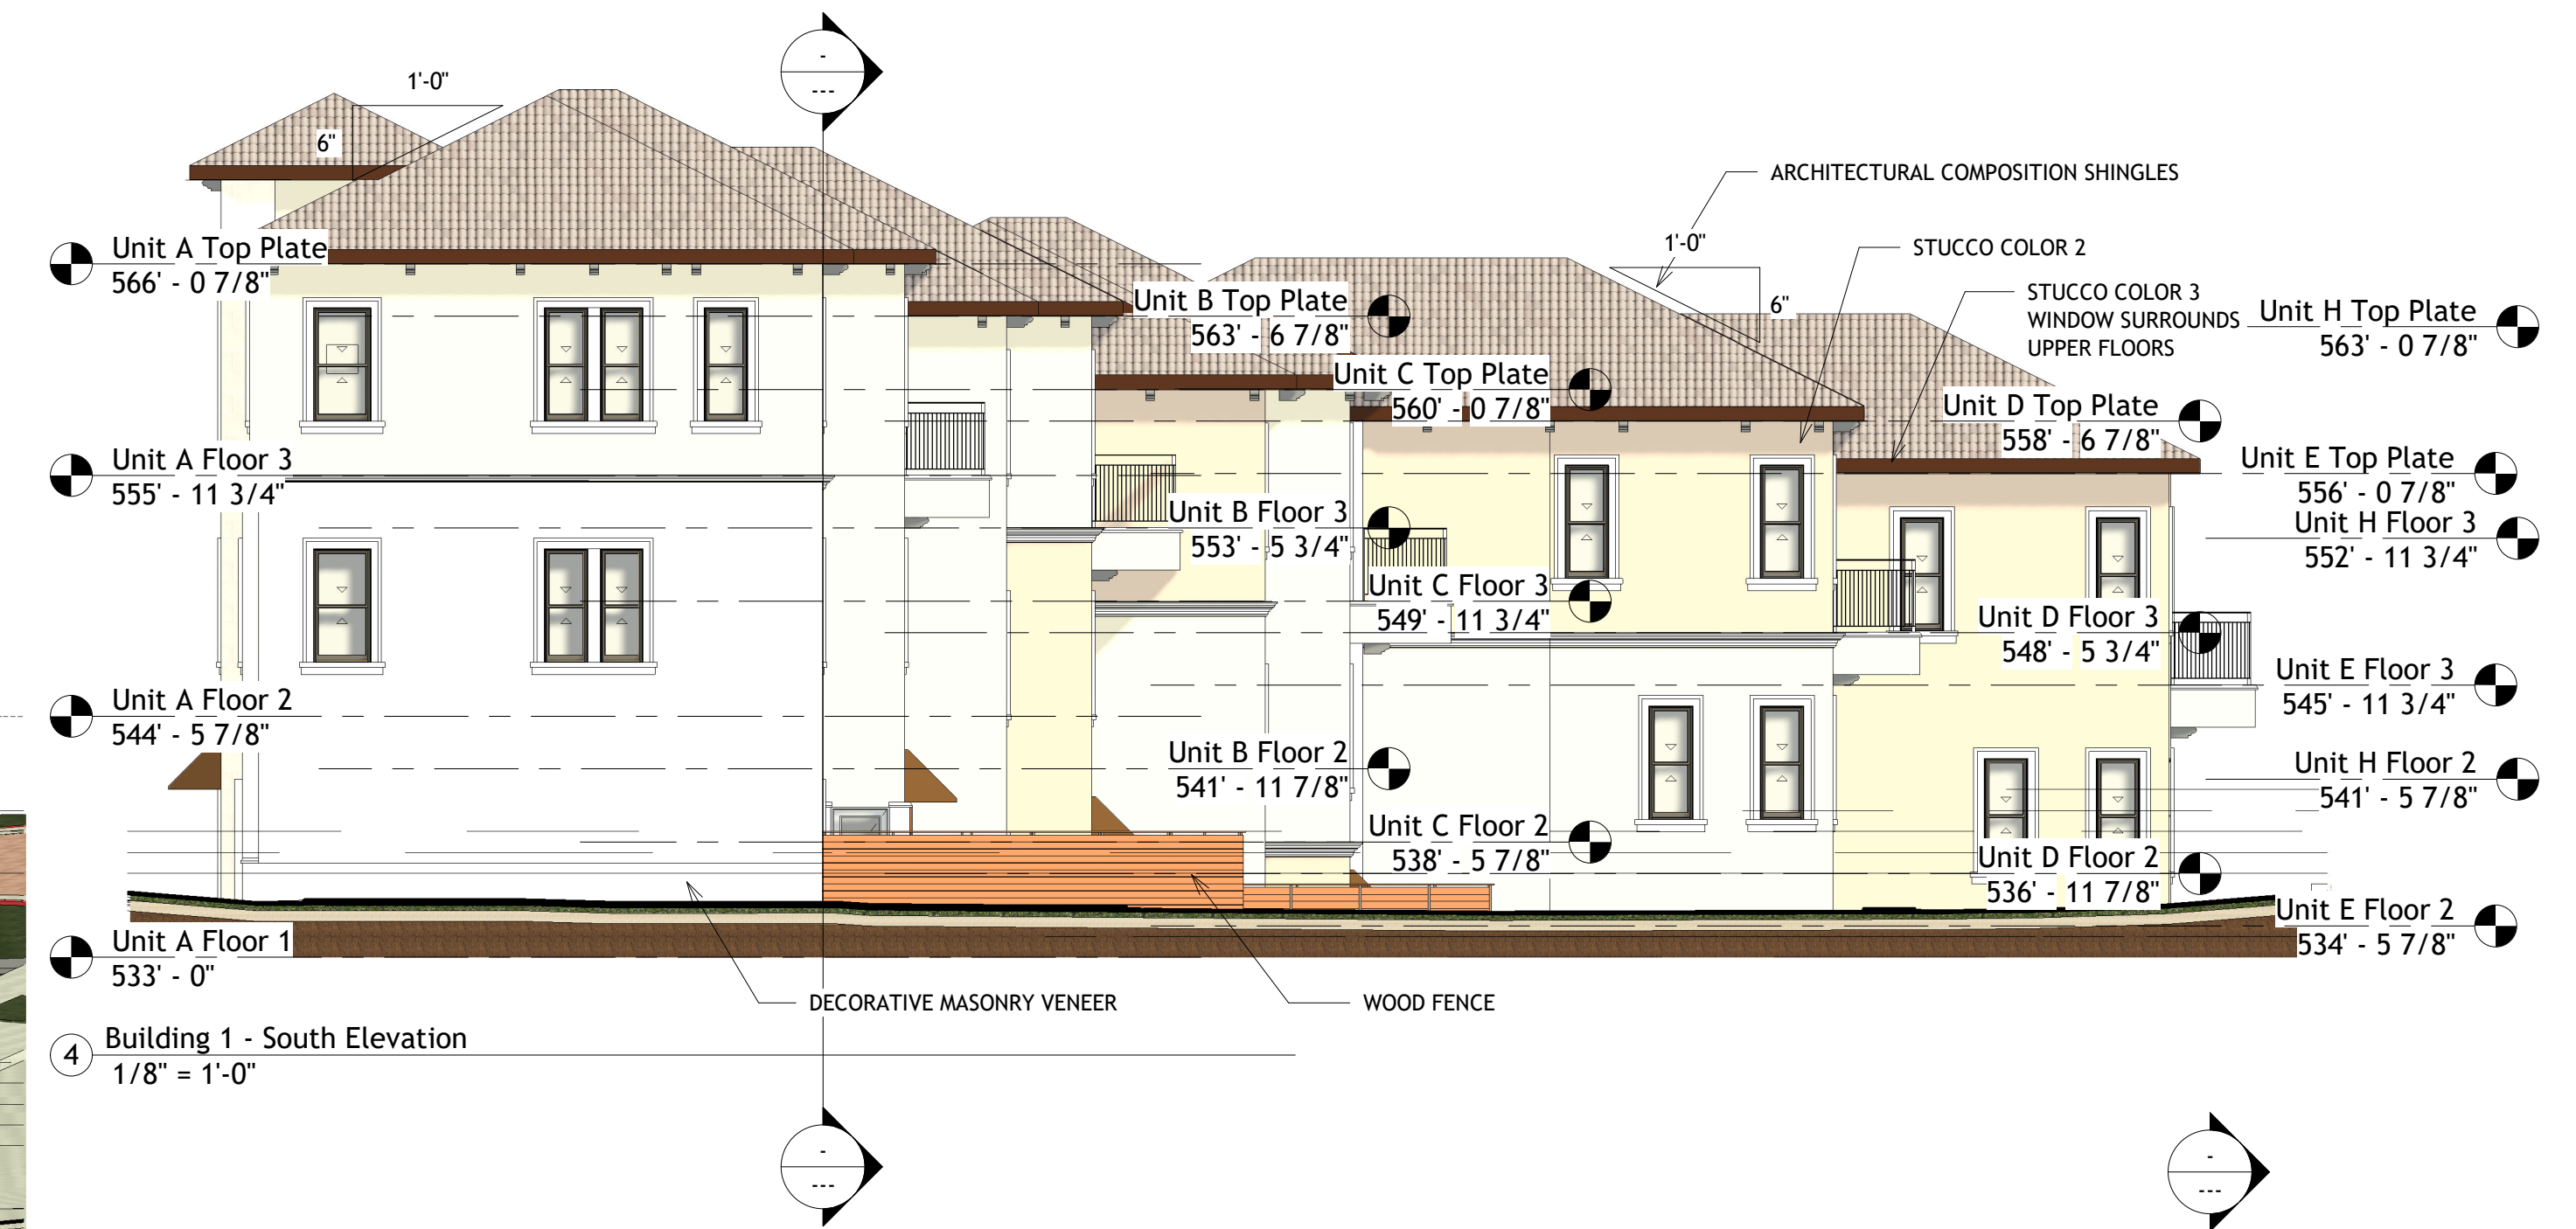 -
---
1'-0"
6"
ARCHITECTURAL COMPOSITION SHINGLES
1'-0"
6"
STUCCO COLOR 2
STUCCO COLOR 3
WINDOW SURROUNDS
UPPER FLOORS
Unit A Top Plate
566' - 0 7/8"
Unit B Top Plate
563' - 6 7/8"
Unit H Top Plate
563' - 0 7/8"
Unit C Top Plate
560' - 0 7/8"
Unit D Top Plate
558' - 6 7/8"
Unit A Floor 3
555' - 11 3/4"
Unit E Top Plate
556' - 0 7/8"
Unit B Floor 3
553' - 5 3/4"
Unit H Floor 3
552' - 11 3/4"
Unit C Floor 3
549' - 11 3/4"
Unit D Floor 3
548' - 5 3/4"
Unit E Floor 3
545' - 11 3/4"
Unit A Floor 2
544' - 5 7/8"
Unit B Floor 2
541' - 11 7/8"
Unit H Floor 2
541' - 5 7/8"
Unit C Floor 2
538' - 5 7/8"
Unit D Floor 2
536' - 11 7/8"
Unit E Floor 2
534' - 5 7/8"
Unit A Floor 1
533' - 0"
DECORATIVE MASONRY VENEER
WOOD FENCE
4
Building 1 - South Elevation
1/8" = 1'-0"
-
---
-
---